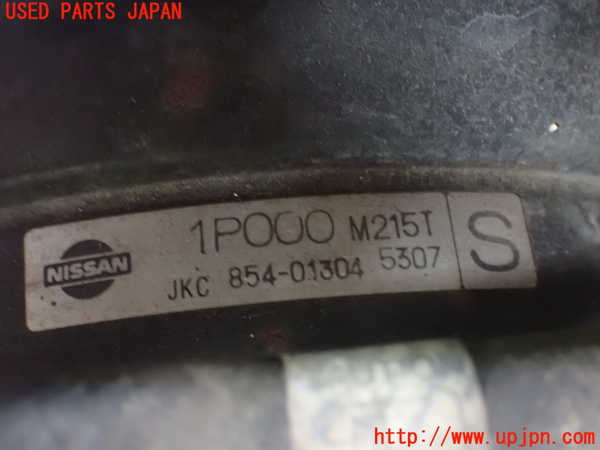 USED PARTS JAPAN
1P000 M215T S
NISSAN
JKC 854-01304 5307
http://www.upjpn.com